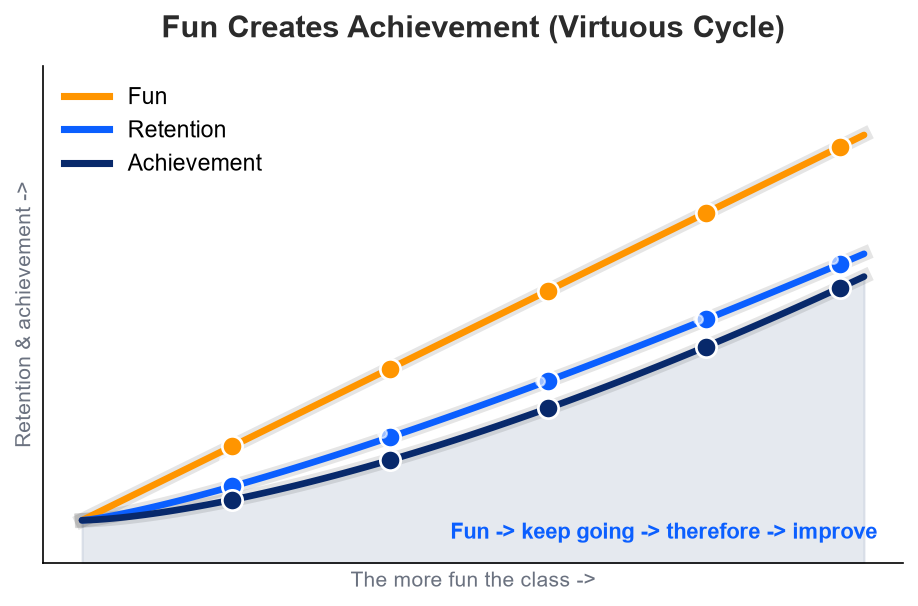 Fun Creates Achievement (Virtuous Cycle)
Fun
Retention
Achievement
Retention & achievement ->
Fun -> keep going -> therefore -> improve
The more fun the class ->